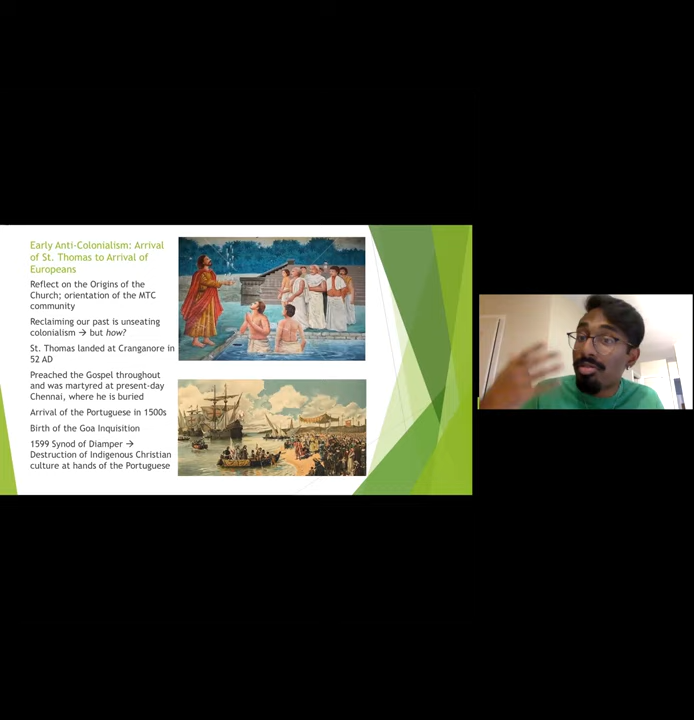 Early Anti-Colonialism: Arrival
of St. Thomas to Arrival of
Europeans
Reflect on the Origins of the
Church; orientation of the MTC
community
Reclaiming our past is unseating
colonialism → but how?
St. Thomas landed at Cranganore in
52 AD
Preached the Gospel throughout
and was martyred at present-day
Chennai, where he is buried
Arrival of the Portuguese in 1500s
Birth of the Goa Inquisition
1599 Synod of Diamper →
Destruction of Indigenous Christian
culture at hands of the Portuguese